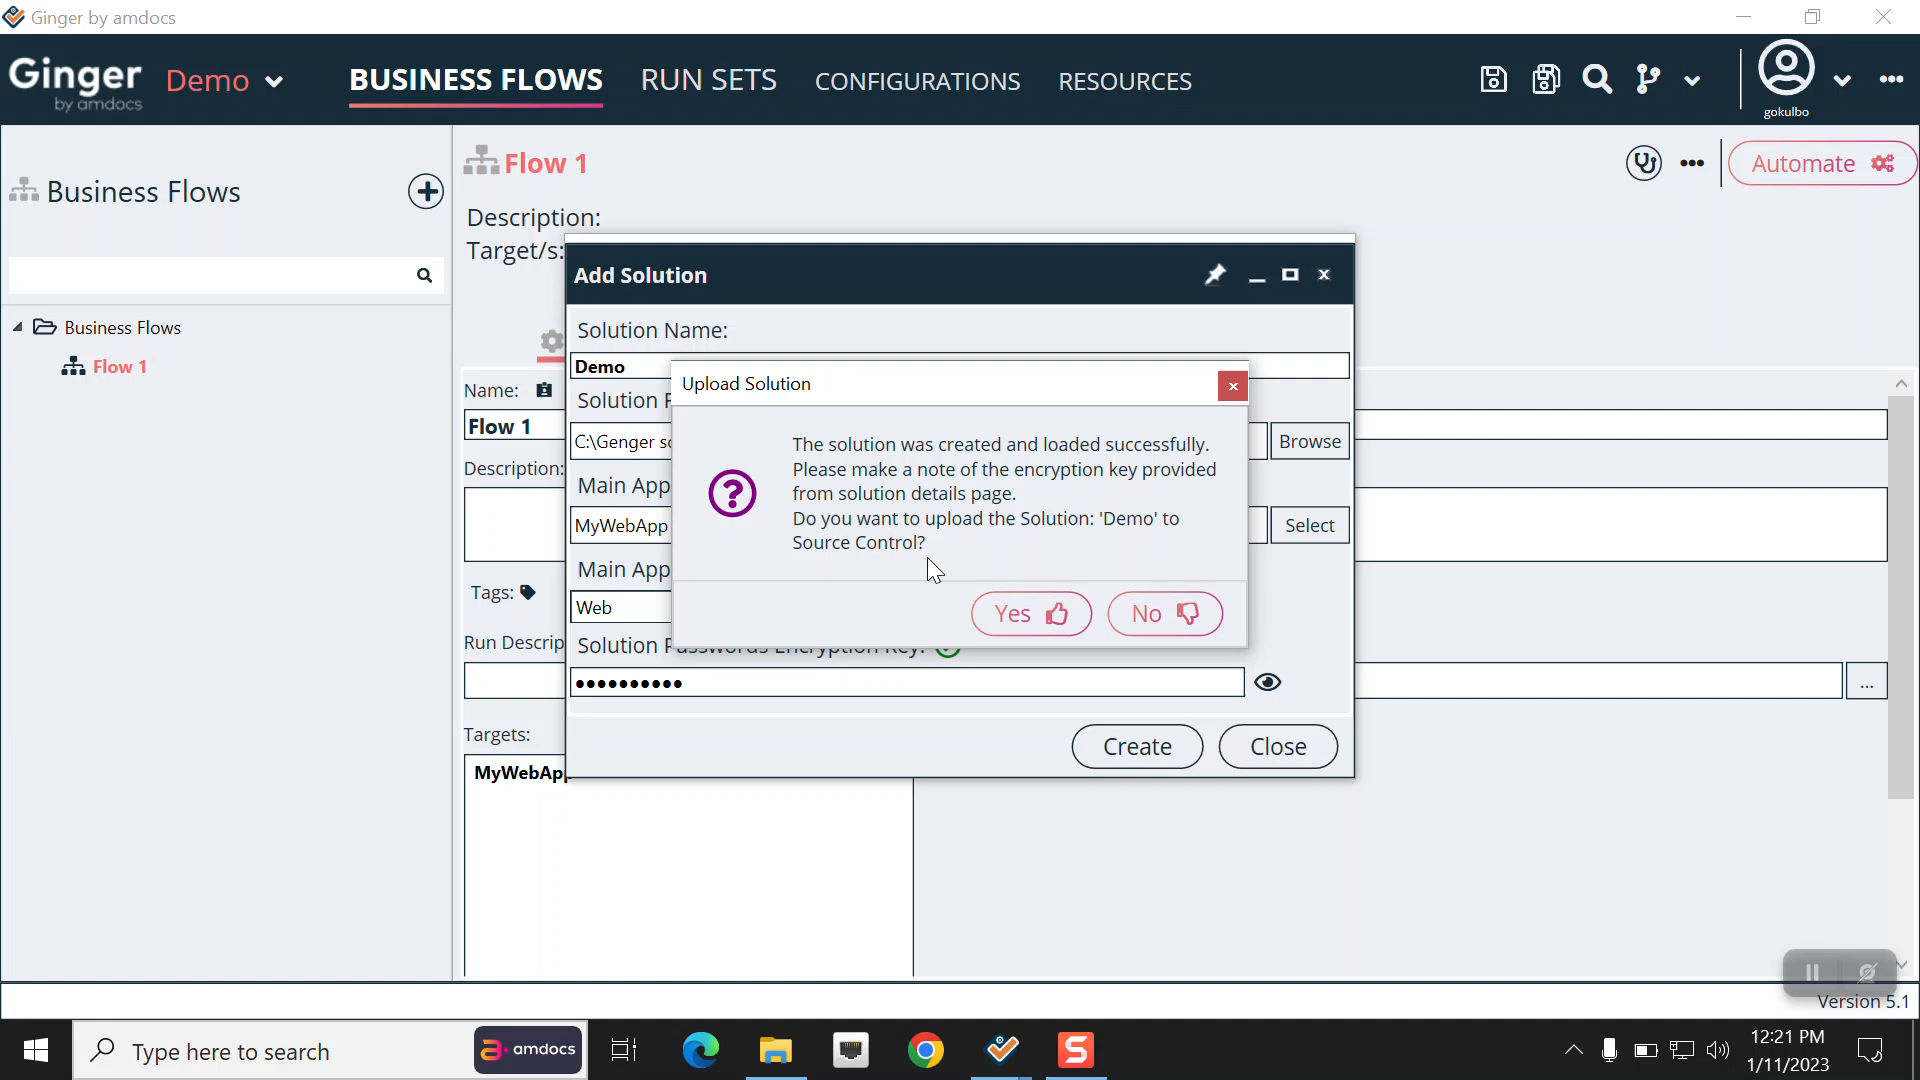 Ginger by amdocs
Ginger
by amdocs
Demo
BUSINESS FLOWS
RUN SETS
CONFIGURATIONS
RESOURCES
gokulbo
Business Flows
Business Flows
Flow 1
Flow 1
Automate
Description:
Target/s:
Name:
Flow 1
Description:
Tags:
Run Descrip
...
Targets:
MyWebApp
Add Solution
Solution Name:
Demo
Solution F
C:\Genger so
Browse
Main App
MyWebApp
Select
Main App
Web
Solution Passwords Encryption Key:
●●●●●●●●●●
Create
Close
Upload Solution
The solution was created and loaded successfully.
Please make a note of the encryption key provided
from solution details page.
Do you want to upload the Solution: 'Demo' to
Source Control?
Yes
No
Version 5.1
Type here to search
a amdocs
S
12:21 PM
1/11/2023